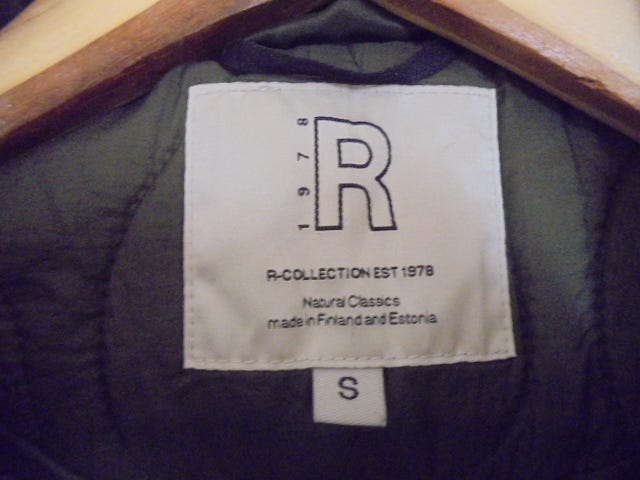 1978
R
R-COLLECTION EST 1978
Natural Classics
made in Finland and Estonia
S